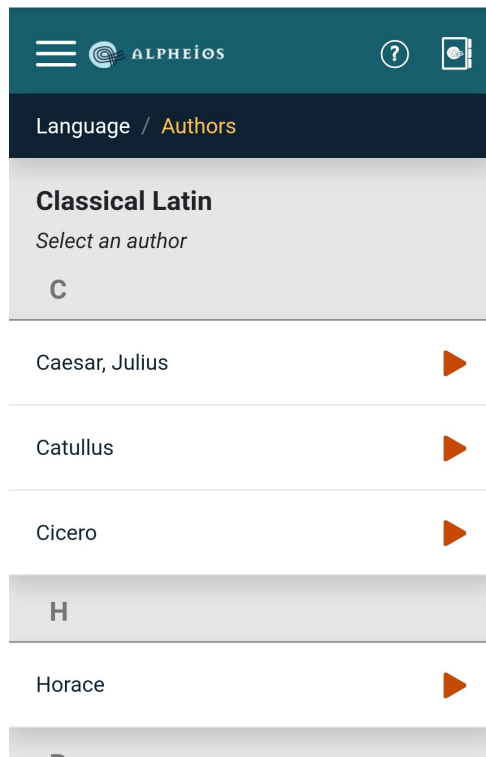 ALPHEIOS
?
Language / Authors
Classical Latin
Select an author
C
Caesar, Julius
Catullus
Cicero
H
Horace